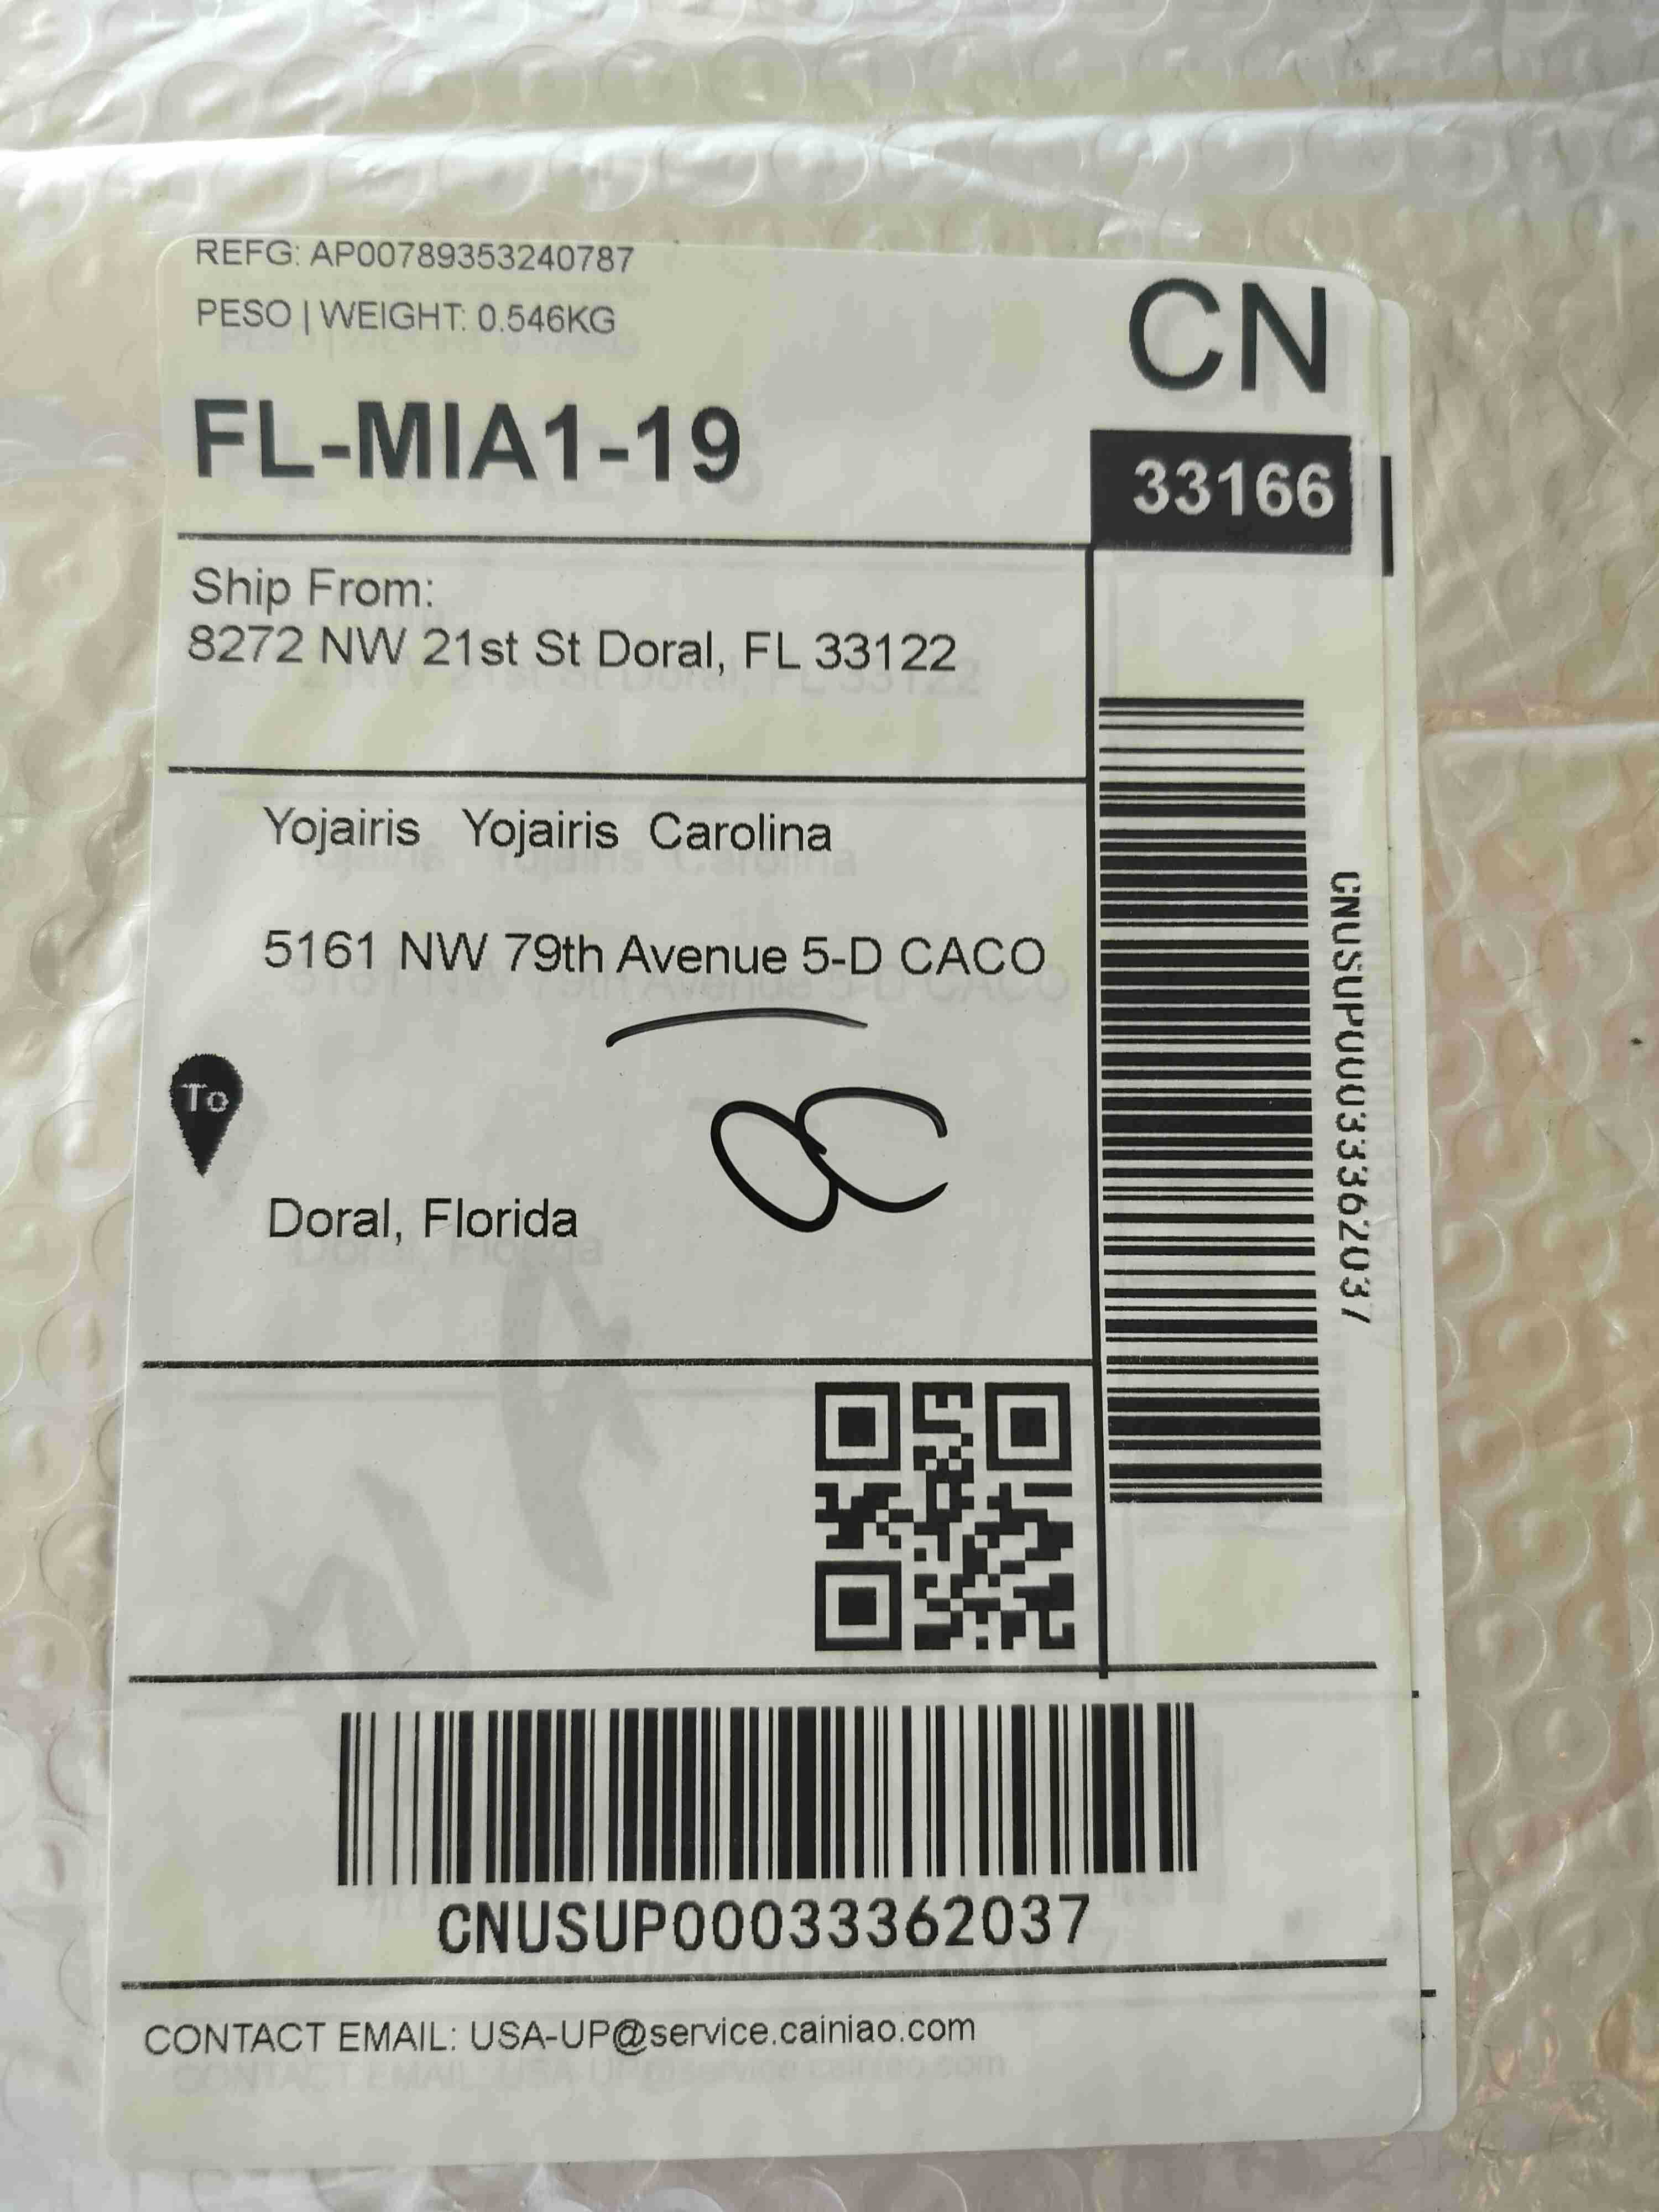 REFG: AP00789353240787
PESO | WEIGHT: 0.546KG
CN
FL-MIA1-19
33166
Ship From:
8272 NW 21st St Doral, FL 33122
Yojairis Yojairis Carolina
5161 NW 79th Avenue 5-D CACO
To
Doral, Florida
CNUSUP00033362037
CNUSUP00033362037
CONTACT EMAIL: USA-UP@service.cainiao.com